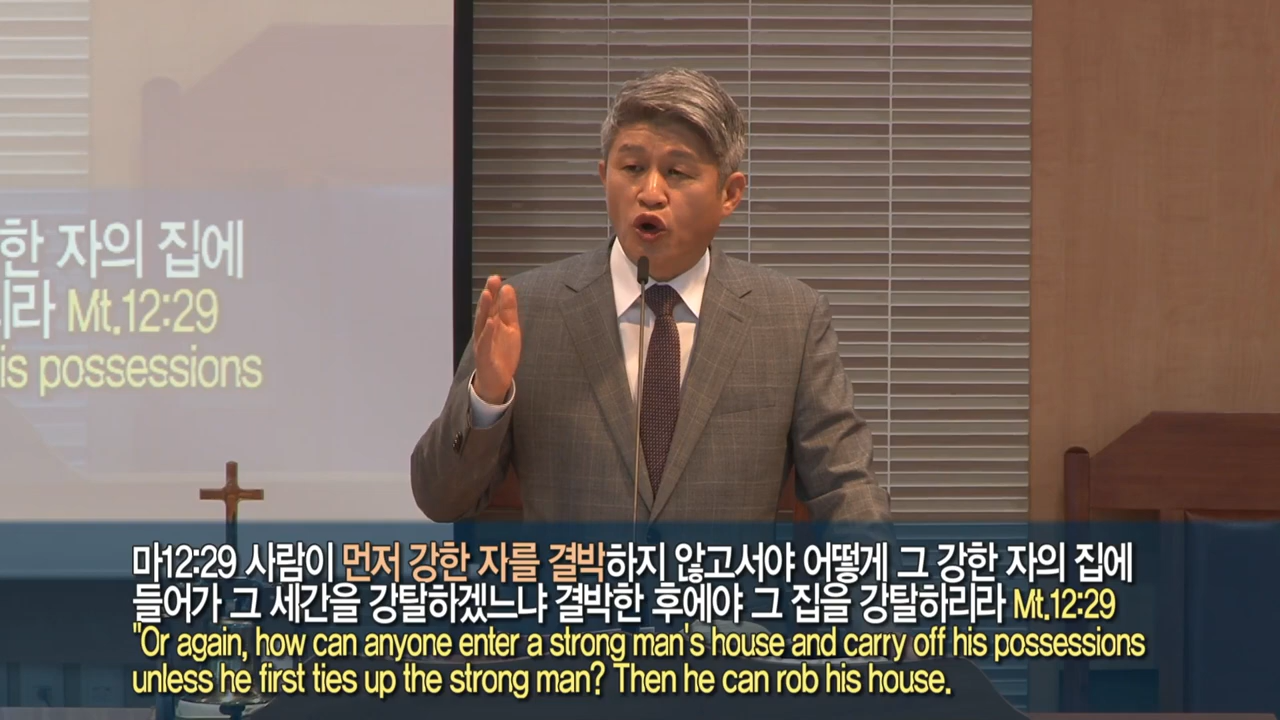 한 자의 집에
리라 Mt.12:29
is possessions
마12:29 사람이 먼저 강한 자를 결박하지 않고서야 어떻게 그 강한 자의 집에
들어가 그 세간을 강탈하겠느냐 결박한 후에야 그 집을 강탈하리라 Mt.12:29
"Or again, how can anyone enter a strong man's house and carry off his possessions
unless he first ties up the strong man? Then he can rob his house.